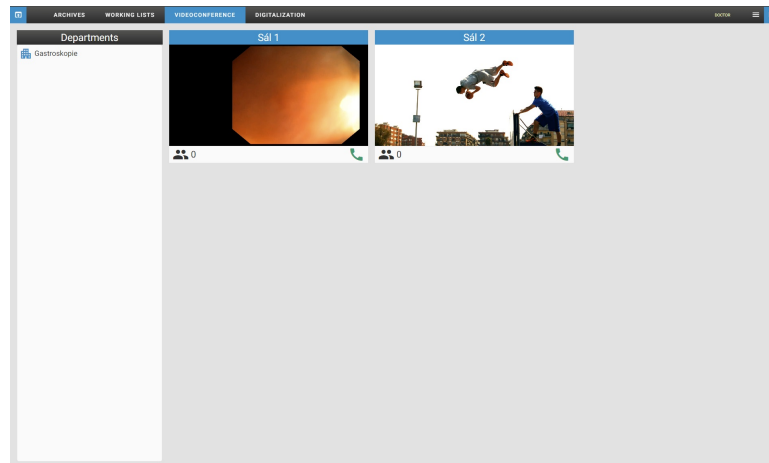 ARCHIVES WORKING LISTS VIDEOCONFERENCE DIGITALIZATION DOCTOR
Departments
Gastroskopie
Sál 1
0
Sál 2
0